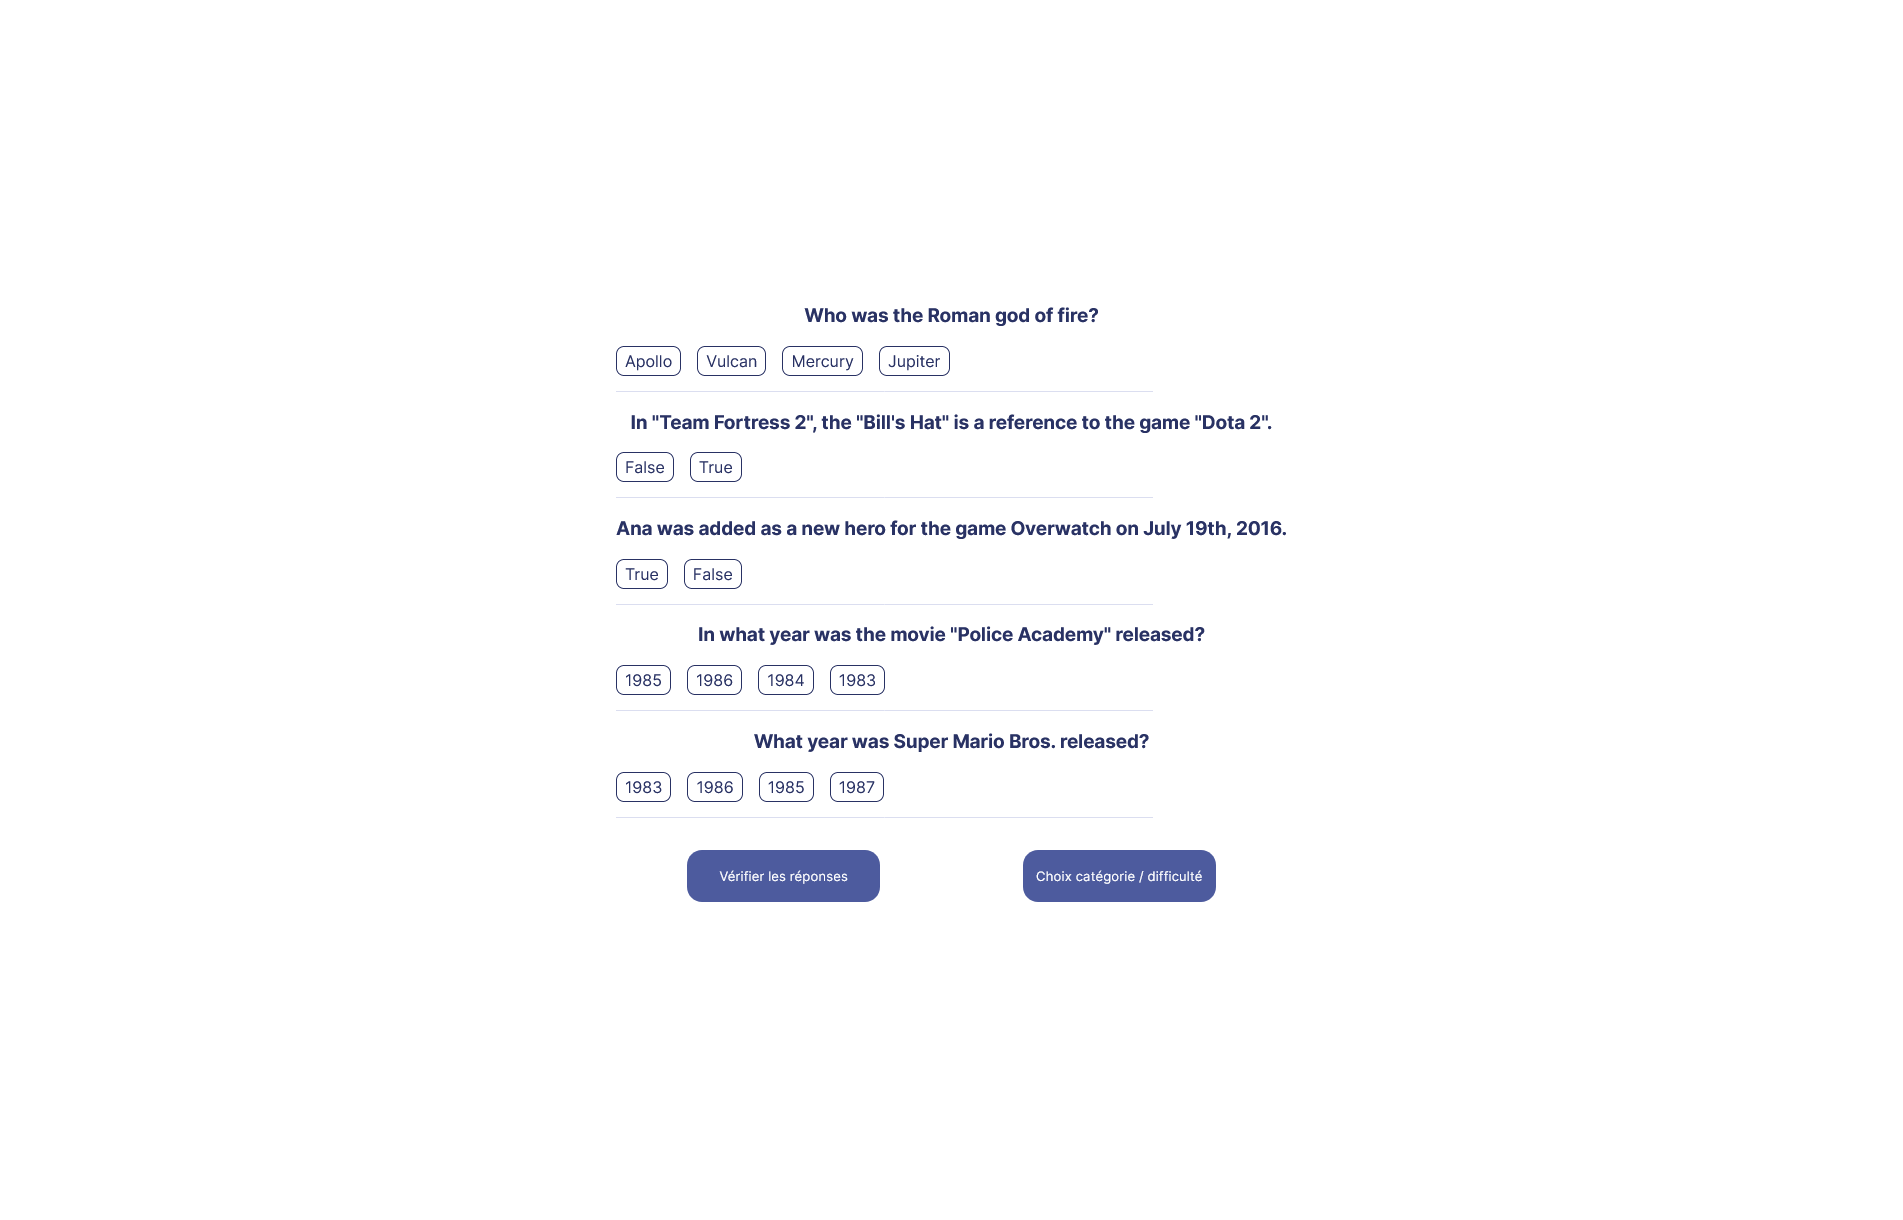 Who was the Roman god of fire?
Apollo Vulcan Mercury Jupiter
In "Team Fortress 2", the "Bill's Hat" is a reference to the game "Dota 2".
False True
Ana was added as a new hero for the game Overwatch on July 19th, 2016.
True False
In what year was the movie "Police Academy" released?
1985 1986 1984 1983
What year was Super Mario Bros. released?
1983 1986 1985 1987
Vérifier les réponses Choix catégorie / difficulté